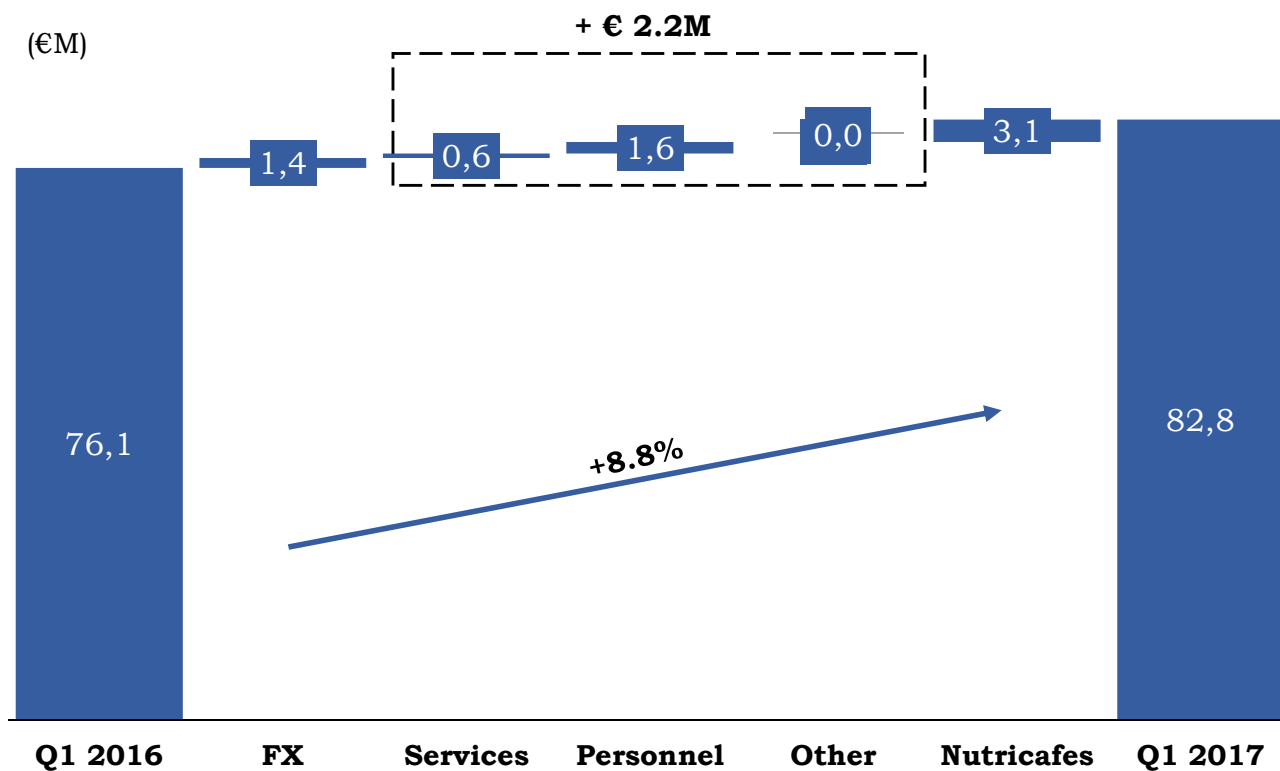 + € 2.2M
(€M)
1,4
0,6
1,6
0,0
3,1
76,1
+8.8%
82,8
Q1 2016
FX
Services
Personnel
Other
Nutricafes
Q1 2017